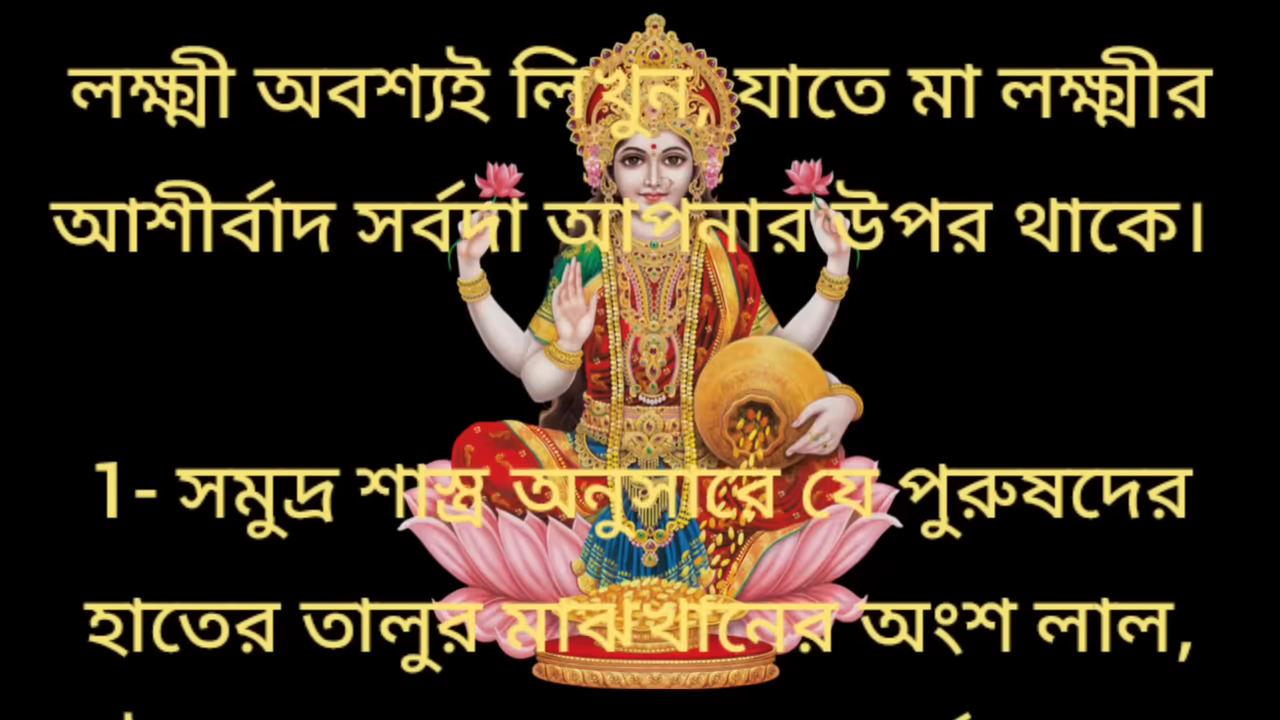 লক্ষ্মী অবশ্যই লিখুন, যাতে মা লক্ষ্মীর
আশীর্বাদ সর্বদা আপনার উপর থাকে।
1- সমুদ্র শাস্ত্র অনুসারে যে পুরুষদের
হাতের তালুর মাঝখানের অংশ লাল,